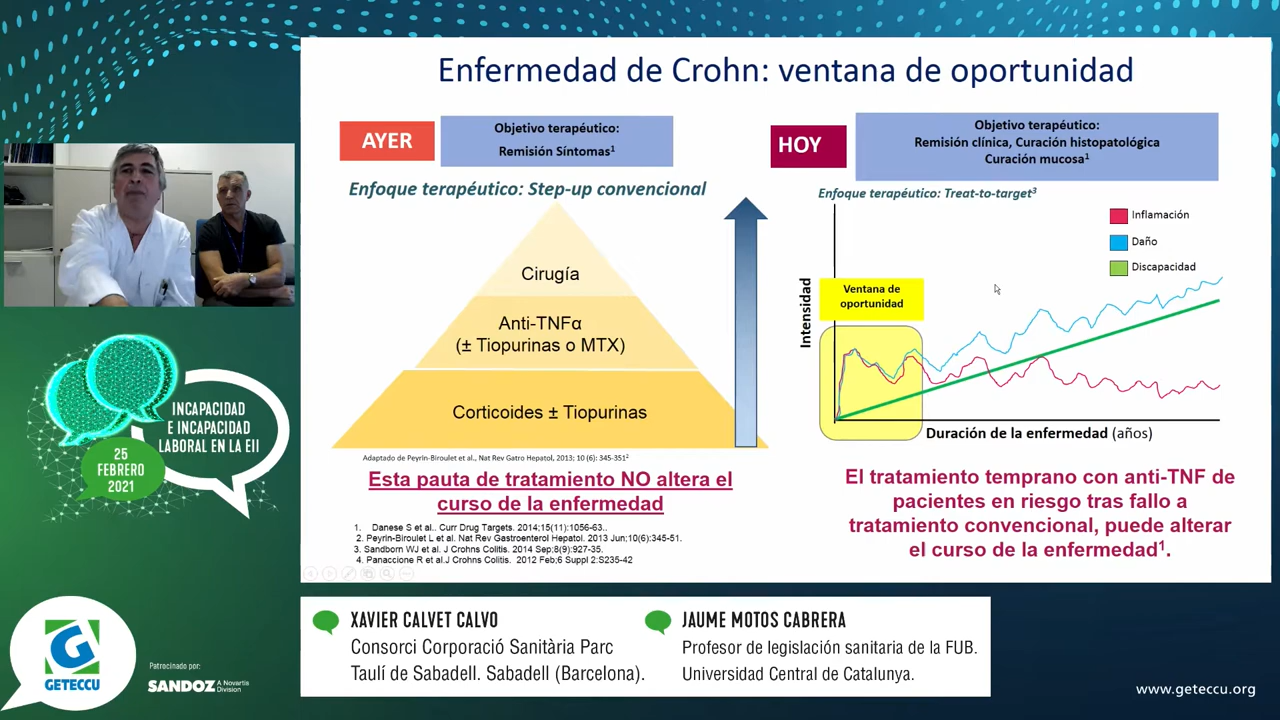 Enfermedad de Crohn: ventana de oportunidad
AYER
Objetivo terapéutico:
Remisión Síntomas¹
HOY
Objetivo terapéutico:
Remisión clínica, Curación histopatológica
Curación mucosa¹
Enfoque terapéutico: Step-up convencional
Enfoque terapéutico: Treat-to-target³
Cirugía
Anti-TNFα
(± Tiopurinas o MTX)
Corticoides ± Tiopurinas
Inflamación
Daño
Discapacidad
Ventana de
oportunidad
Intensidad
Duración de la enfermedad (años)
Adaptado de Peyrin-Biroulet et al., Nat Rev Gatro Hepatol, 2013; 10 (6): 345-351²
Esta pauta de tratamiento NO altera el
curso de la enfermedad
1. Danese S et al.. Curr Drug Targets. 2014;15(11):1056-63..
2. Peyrin-Biroulet L et al. Nat Rev Gastroenterol Hepatol. 2013 Jun;10(6):345-51.
3. Sandborn WJ et al. J Crohns Colitis. 2014 Sep;8(9):927-35.
4. Panaccione R et al.J Crohns Colitis. 2012 Feb;6 Suppl 2:S235-42
El tratamiento temprano con anti-TNF de
pacientes en riesgo tras fallo a
tratamiento convencional, puede alterar
el curso de la enfermedad¹.
INCAPACIDAD
E INCAPACIDAD
LABORAL EN LA EII
25
FEBRERO
2021
XAVIER CALVET CALVO
Consorci Corporació Sanitària Parc
Taulí de Sabadell. Sabadell (Barcelona).
JAUME MOTOS CABRERA
Profesor de legislación sanitaria de la FUB.
Universidad Central de Catalunya.
G
GETECCU
Patrocinado por:
SANDOZ A Novartis
Division
www.geteccu.org